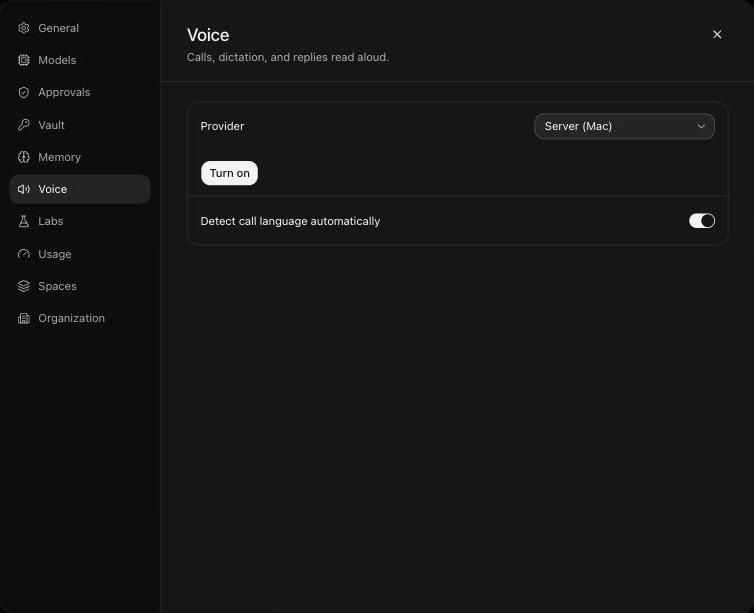 General
Models
Approvals
Vault
Memory
Voice
Labs
Usage
Spaces
Organization
Voice
Calls, dictation, and replies read aloud.
Provider
Server (Mac)
Turn on
Detect call language automatically